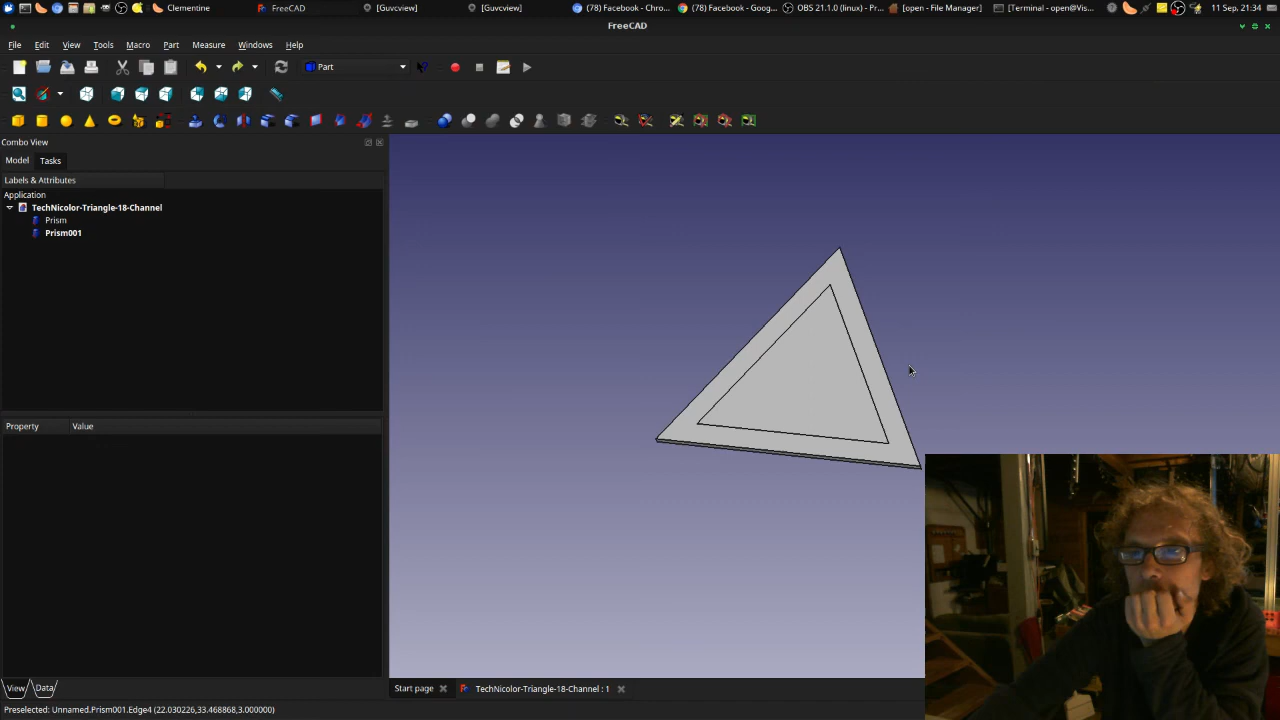 Clementine
FreeCAD
[Guvcview]
[Guvcview]
(78) Facebook - Chro...
(78) Facebook - Goog...
OBS 21.1.0 (linux) - Pr...
[open - File Manager]
[Terminal - open@Vis...
11 Sep, 21:34
FreeCAD
File
Edit
View
Tools
Macro
Part
Measure
Windows
Help
Part
Combo View
Model
Tasks
Labels & Attributes
Application
TechNicolor-Triangle-18-Channel
Prism
Prism001
Property
Value
View
Data
Start page
TechNicolor-Triangle-18-Channel : 1
Preselected: Unnamed.Prism001.Edge4 (22.030226,33.468868,3.000000)